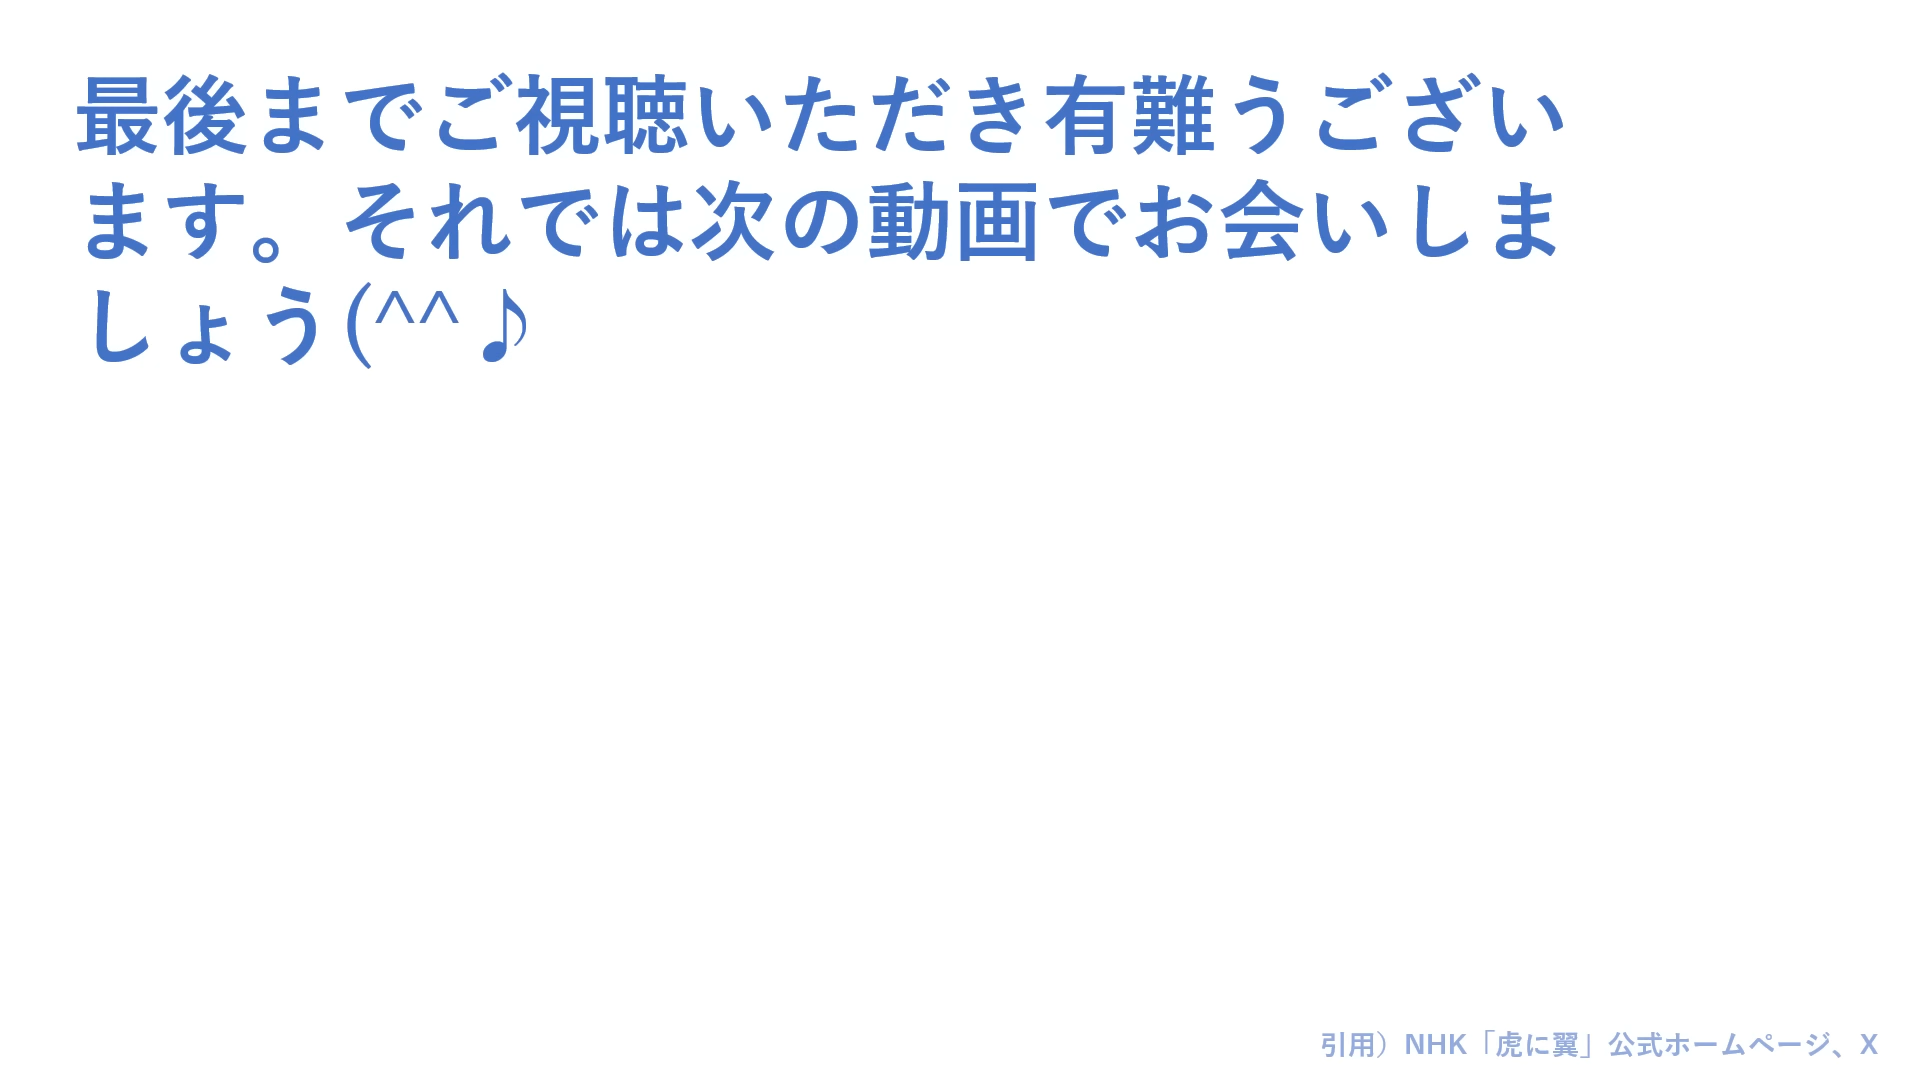 最後までご視聴いただき有難うござい
ます。それでは次の動画でお会いしま
しょう(^^♪
引用）NHK「虎に翼」公式ホームページ、X